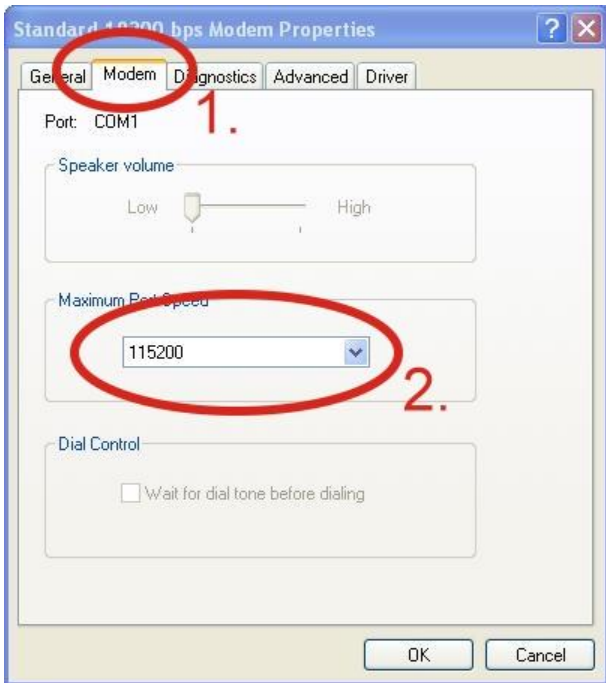 Standard 19200 bps Modem Properties
General Modem Diagnostics Advanced Driver
1.
Port: COM1
Speaker volume
Low High
Maximum Port Speed
115200
2.
Dial Control
Wait for dial tone before dialing
OK Cancel